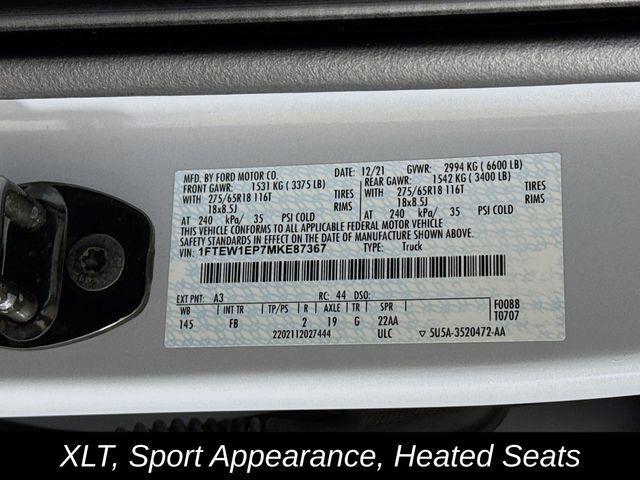 MFD. BY FORD MOTOR CO. DATE: 12/21 GVWR: 2994 KG ( 6600 LB)
FRONT GAWR: 1531 KG ( 3375 LB) REAR GAWR: 1542 KG ( 3400 LB)
WITH 275/65R18 116T TIRES WITH 275/65R18 116T TIRES
18x8.5J RIMS 18x8.5J RIMS
AT 240 kPa/ 35 PSI COLD AT 240 kPa/ 35 PSI COLD
THIS VEHICLE CONFORMS TO ALL APPLICABLE FEDERAL MOTOR VEHICLE
SAFETY AND THEFT PREVENTION STANDARDS IN EFFECT ON THE DATE OF
MANUFACTURE SHOWN ABOVE.
VIN: 1FTEW1EP7MKE87367 TYPE: Truck
EXT PNT: A3 RC: 44 DSO: F0088
WB INT TR TP/PS R AXLE TR SPR T0707
145 FB 2 19 G 22AA
2202112027444 ULC SU5A-3520472-AA
XLT, Sport Appearance, Heated Seats